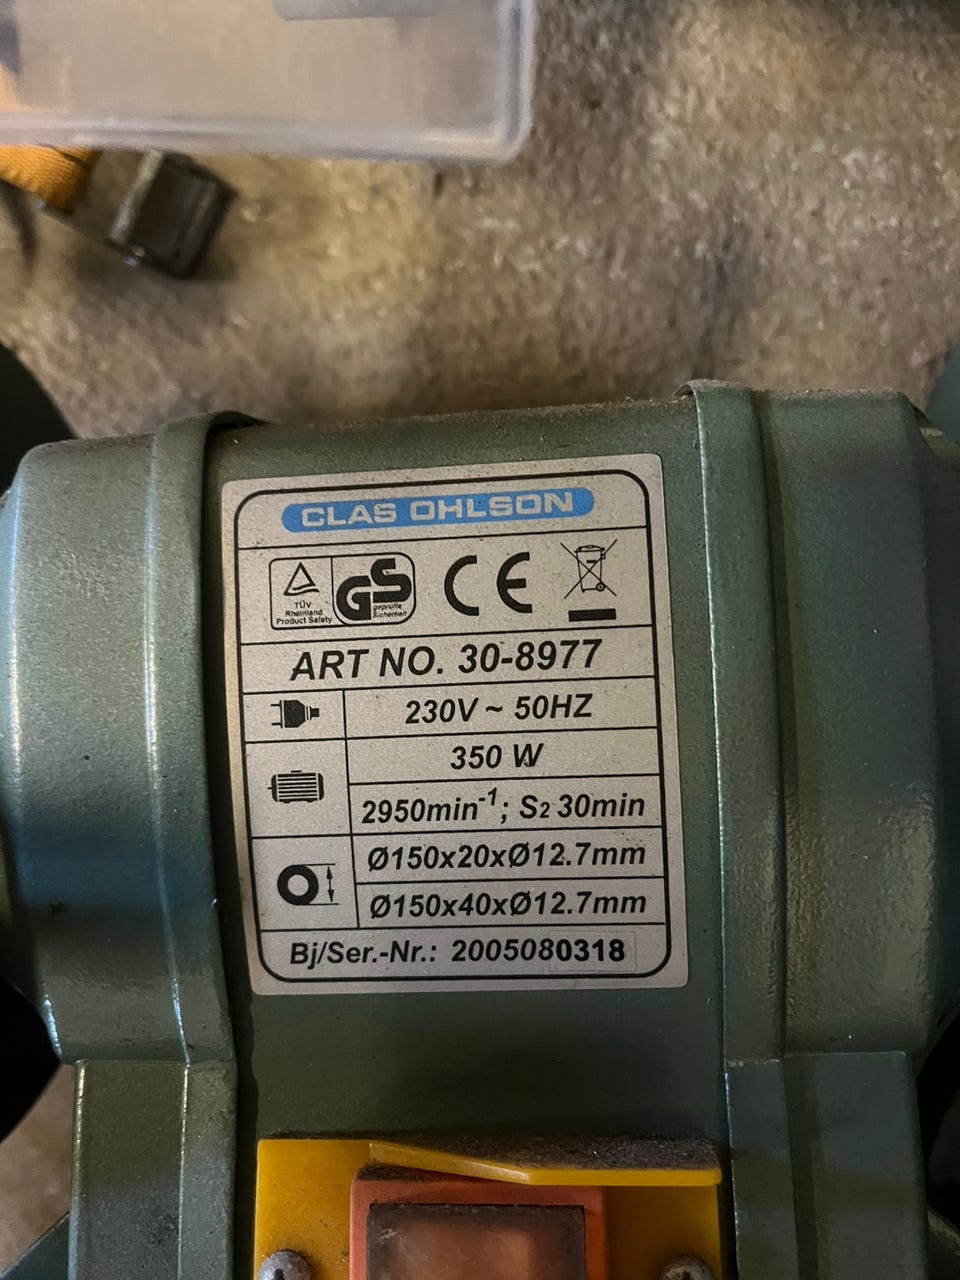 CLAS OHLSON
TÜV
Rheinland
Product Safety
GS
geprüfte
Sicherheit
CE
ART NO. 30-8977
230V ~ 50HZ
350 W
2950min⁻¹; S₂ 30min
Ø150x20xØ12.7mm
Ø150x40xØ12.7mm
Bj/Ser.-Nr.: 2005080318